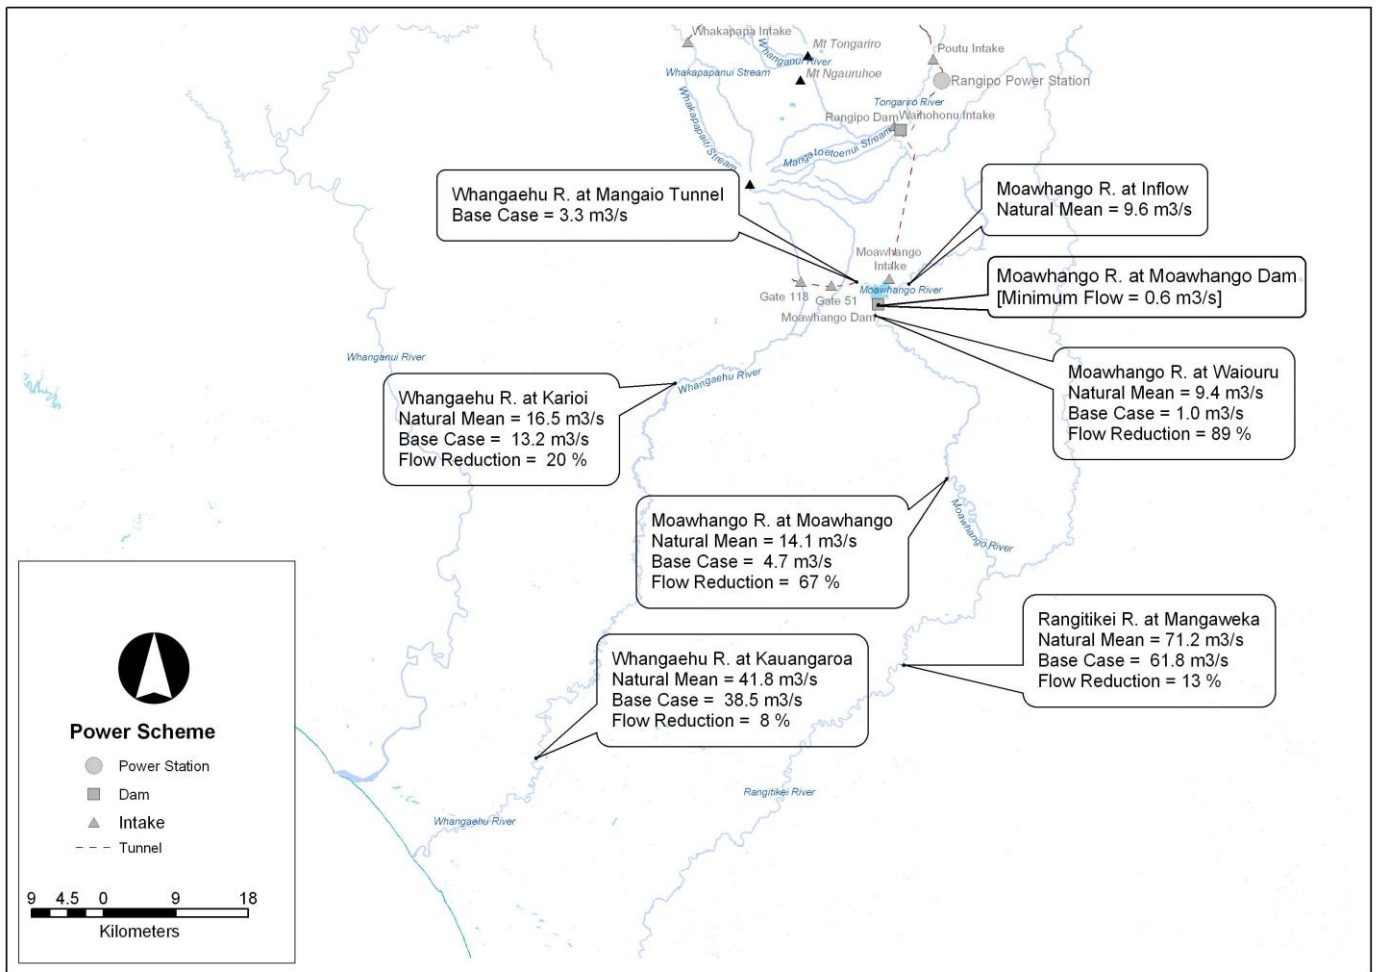 Whakapapa Intake
Mt Tongariro
Whanganui River
Poutu Intake
Whakapapanui Stream
Mt Ngauruhoe
Rangipo Power Station
Tongariro River
Rangipo Dam
Waihohonu Intake
Whakapapaiti Stream
Mangatoetoenui Stream
Whangaehu R. at Mangaio Tunnel
Base Case = 3.3 m3/s
Moawhango R. at Inflow
Natural Mean = 9.6 m3/s
Moawhango
Intake
Moawhango River
Moawhango R. at Moawhango Dam
[Minimum Flow = 0.6 m3/s]
Gate 118
Gate 51
Moawhango Dam
Whanganui River
Whangaehu River
Moawhango R. at Waiouru
Natural Mean = 9.4 m3/s
Base Case = 1.0 m3/s
Flow Reduction = 89 %
Whangaehu R. at Karioi
Natural Mean = 16.5 m3/s
Base Case = 13.2 m3/s
Flow Reduction = 20 %
Moawhango R. at Moawhango
Natural Mean = 14.1 m3/s
Base Case = 4.7 m3/s
Flow Reduction = 67 %
Moawhango River
Rangitikei R. at Mangaweka
Natural Mean = 71.2 m3/s
Base Case = 61.8 m3/s
Flow Reduction = 13 %
Whangaehu R. at Kauangaroa
Natural Mean = 41.8 m3/s
Base Case = 38.5 m3/s
Flow Reduction = 8 %
Rangitikei River
Whangaehu River
Power Scheme
Power Station
Dam
Intake
Tunnel
9 4.5 0 9 18
Kilometers